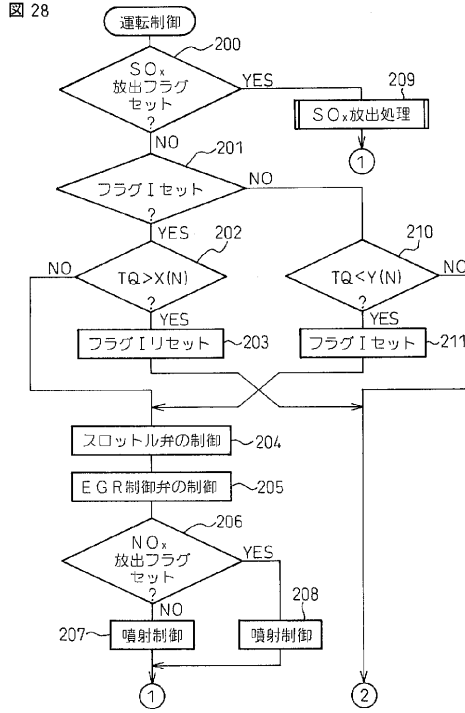 図 28
運転制御
200
SOx
放出フラグ
セット
?
YES
NO
209
SOx放出処理
1
201
フラグ I セット
?
NO
YES
202
TQ>X(N)
?
NO
YES
210
TQ<Y(N)
?
NO
YES
フラグ I リセット
203
フラグ I セット
211
スロットル弁の制御
204
EGR制御弁の制御
205
206
NOx
放出フラグ
セット
?
YES
NO
207
噴射制御
208
噴射制御
1
2